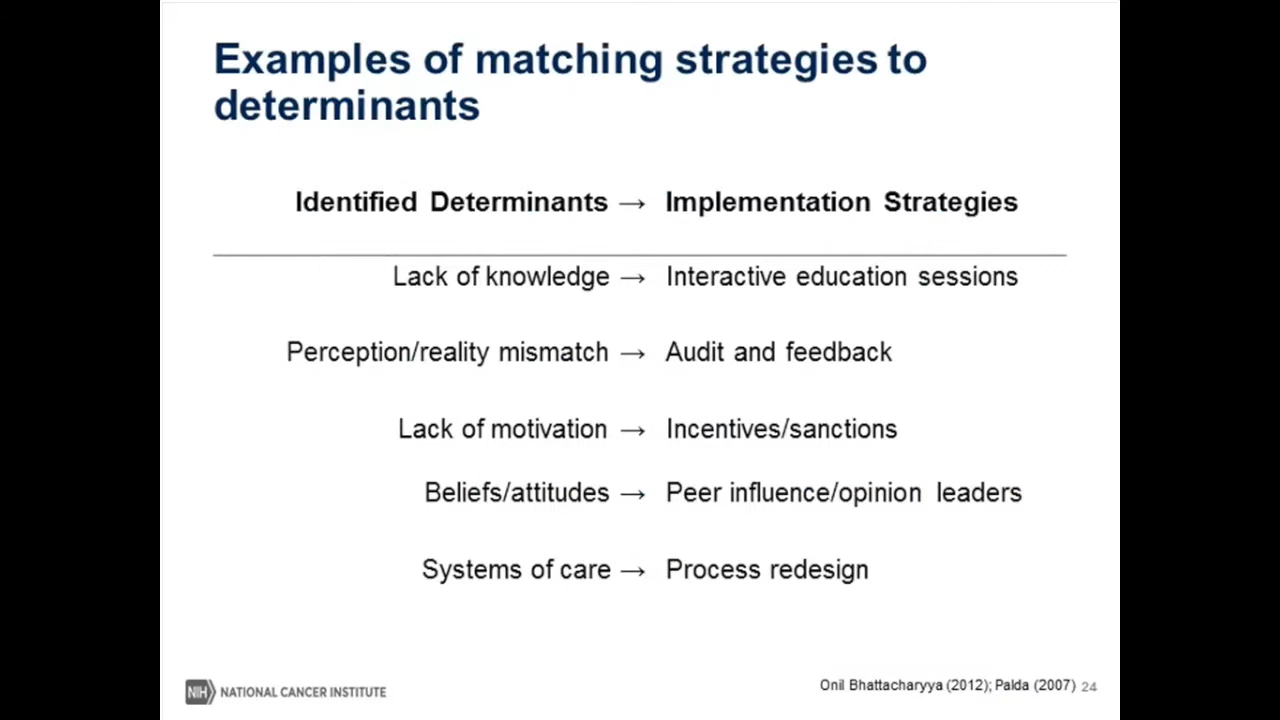 Examples of matching strategies to
determinants
Identified Determinants → Implementation Strategies
Lack of knowledge → Interactive education sessions
Perception/reality mismatch → Audit and feedback
Lack of motivation → Incentives/sanctions
Beliefs/attitudes → Peer influence/opinion leaders
Systems of care → Process redesign
NIH NATIONAL CANCER INSTITUTE
Onil Bhattacharyya (2012); Palda (2007) 24